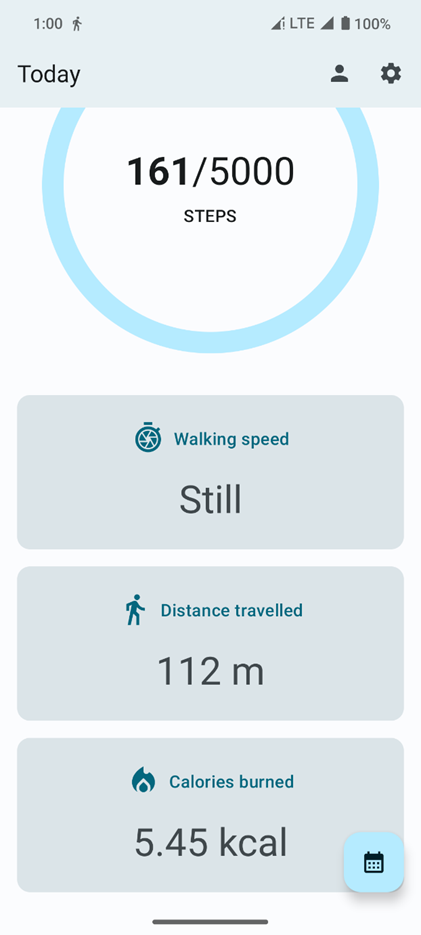 1:00 LTE 100%
Today
161/5000
STEPS
Walking speed
Still
Distance travelled
112 m
Calories burned
5.45 kcal